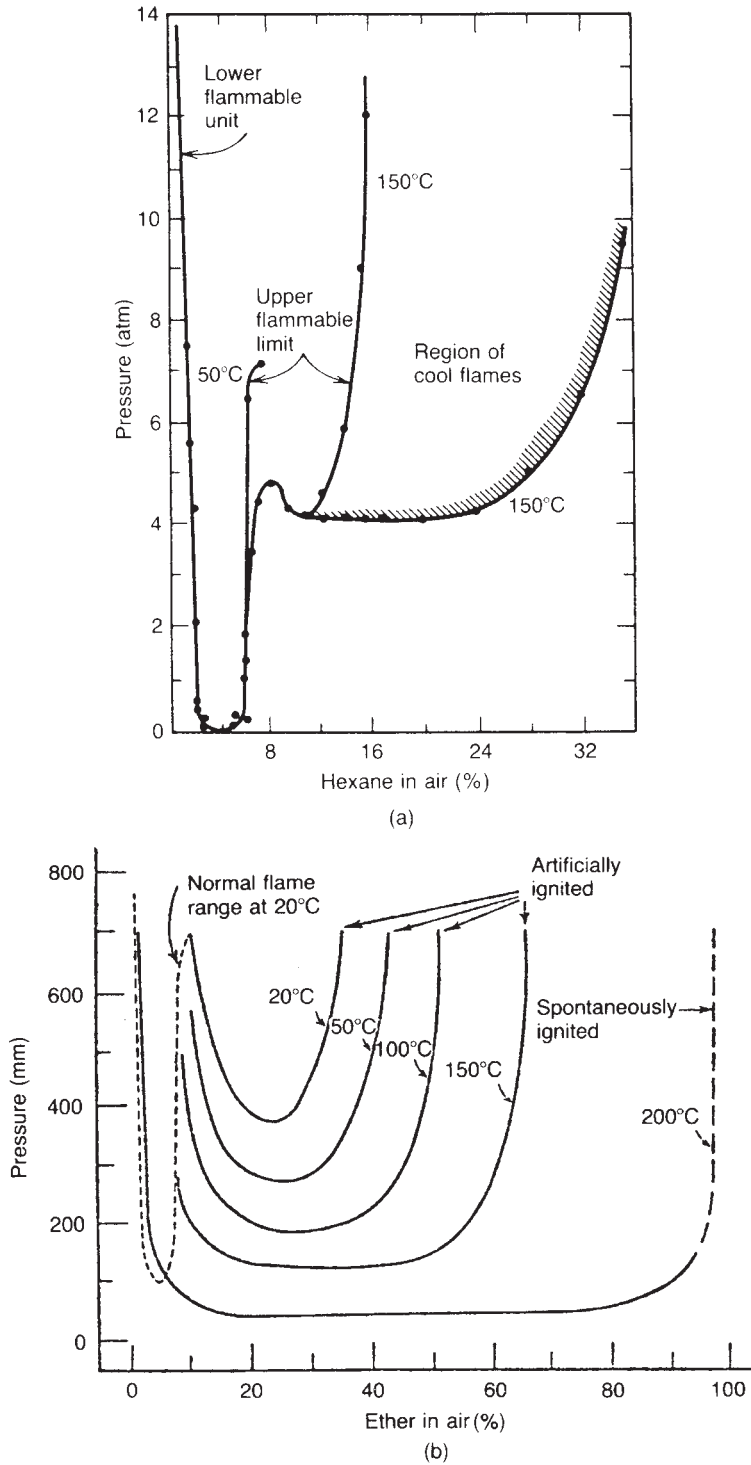 14
12
10
8
6
4
2
0
Pressure (atm)
Lower
flammable
unit
150°C
Upper
flammable
limit
50°C
Region of
cool flames
150°C
8
16
24
32
Hexane in air (%)
(a)
800
600
400
200
0
Pressure (mm)
Normal flame
range at 20°C
Artificially
ignited
20°C
50°C
100°C
150°C
Spontaneously
ignited
200°C
0
20
40
60
80
100
Ether in air (%)
(b)